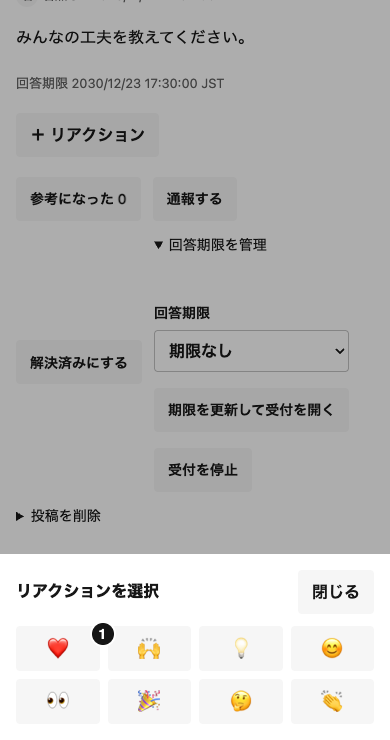 みんなの工夫を教えてください。
回答期限 2030/12/23 17:30:00 JST
＋ リアクション
参考になった 0
通報する
▼ 回答期限を管理
回答期限
期限なし
解決済みにする
期限を更新して受付を開く
受付を停止
▶ 投稿を削除
リアクションを選択
閉じる
❤️ 1 🙌 💡 😊
👀 🎉 🤔 👏